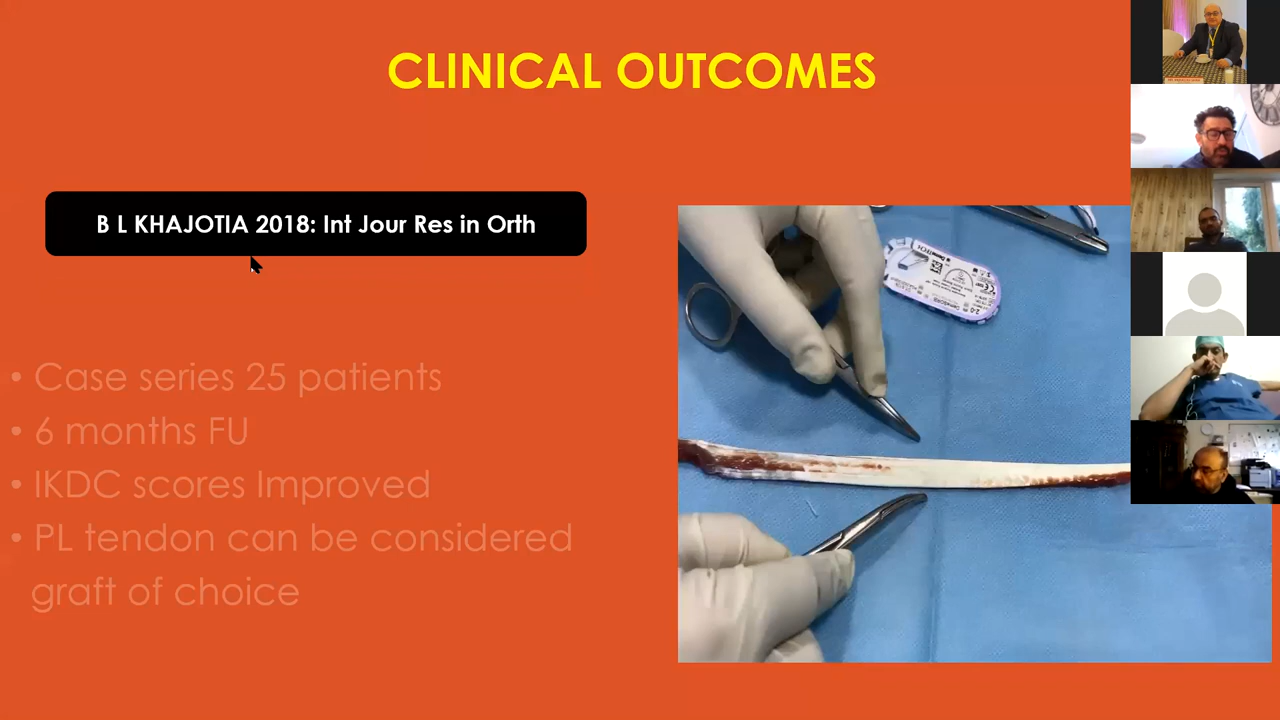 CLINICAL OUTCOMES
B L KHAJOTIA 2018: Int Jour Res in Orth
• Case series 25 patients
• 6 months FU
• IKDC scores Improved
• PL tendon can be considered
graft of choice